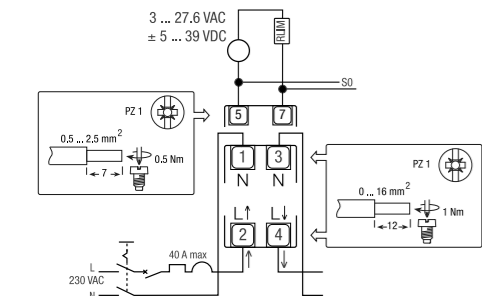 3 ... 27.6 VAC
± 5 ... 39 VDC
RLIM
S0
5 7
PZ 1
0.5 ... 2,5 mm²
0.5 Nm
7
1 3
N N
PZ 1
0 ... 16 mm²
1 Nm
12
L↑ L↓
2 4
40 A max
L
230 VAC
N